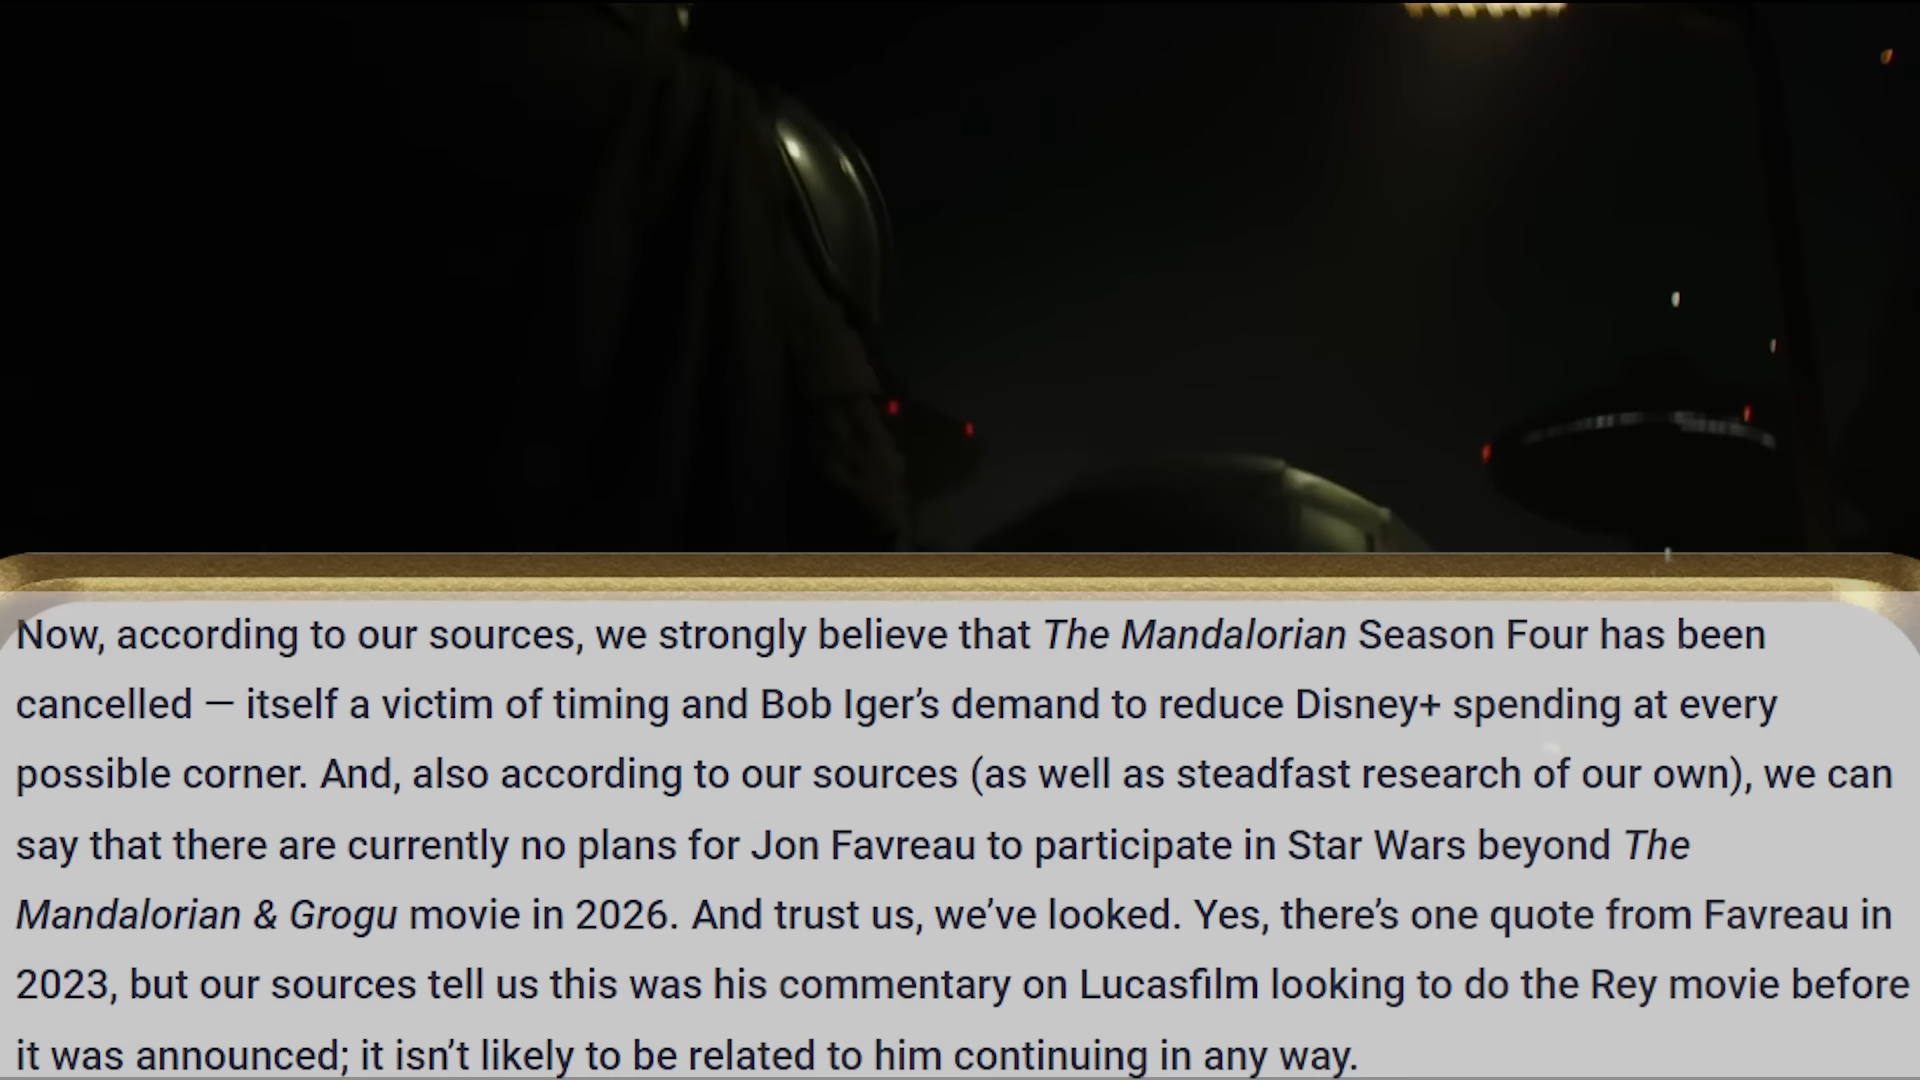 Now, according to our sources, we strongly believe that The Mandalorian Season Four has been
cancelled — itself a victim of timing and Bob Iger’s demand to reduce Disney+ spending at every
possible corner. And, also according to our sources (as well as steadfast research of our own), we can
say that there are currently no plans for Jon Favreau to participate in Star Wars beyond The
Mandalorian & Grogu movie in 2026. And trust us, we’ve looked. Yes, there’s one quote from Favreau in
2023, but our sources tell us this was his commentary on Lucasfilm looking to do the Rey movie before
it was announced; it isn’t likely to be related to him continuing in any way.